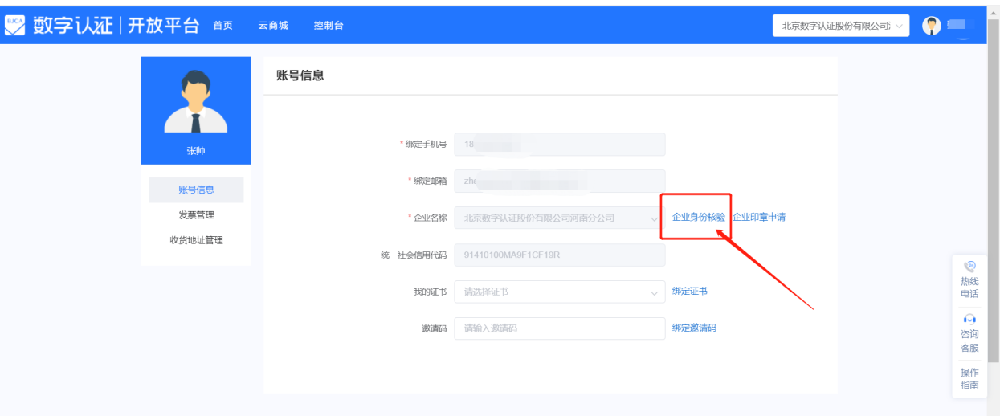 BJCA 数字认证 开放平台 首页 云商城 控制台 北京数字认证股份有限公司
账号信息
张帅
* 绑定手机号 18
账号信息
* 绑定邮箱 zha
发票管理
* 企业名称 北京数字认证股份有限公司河南分公司 企业身份核验 企业印章申请
收货地址管理
统一社会信用代码 91410100MA9F1CF19R
我的证书 请选择证书 绑定证书
邀请码 请输入邀请码 绑定邀请码
热线
电话
咨询
客服
操作
指南